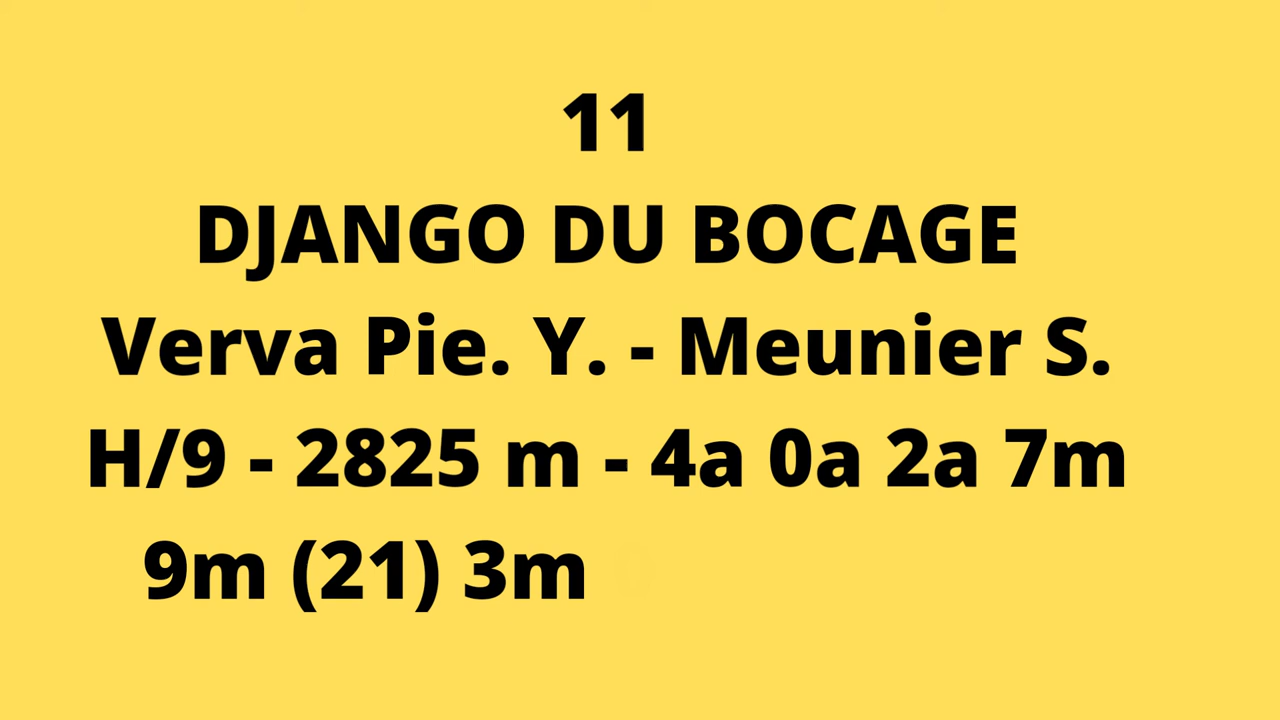 11
DJANGO DU BOCAGE
Verva Pie. Y. - Meunier S.
H/9 - 2825 m - 4a 0a 2a 7m
9m (21) 3m